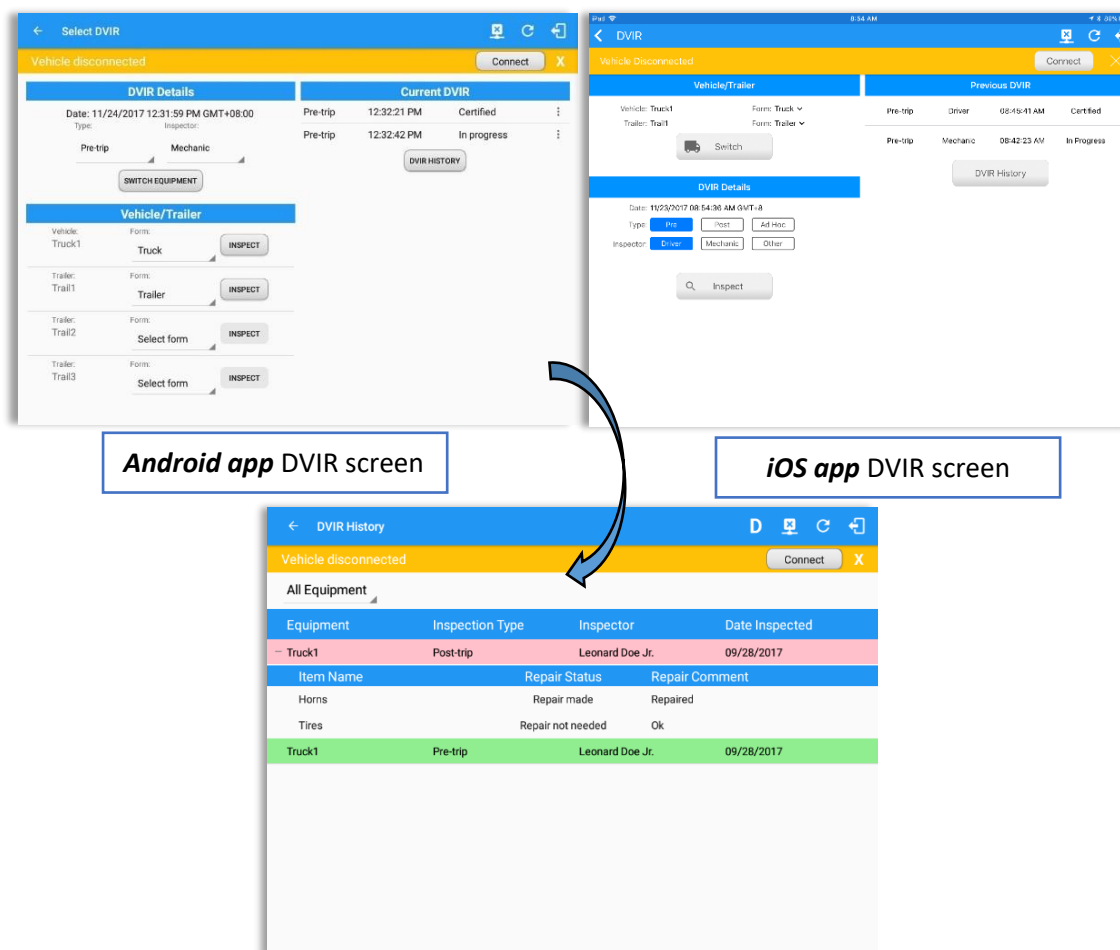 Select DVIR
Vehicle disconnected
Connect X
DVIR Details
Date: 11/24/2017 12:31:59 PM GMT+08:00
Type: Inspector:
Pre-trip Mechanic
SWITCH EQUIPMENT
Vehicle/Trailer
Vehicle: Form:
Truck1 Truck INSPECT
Trailer: Form:
Trail1 Trailer INSPECT
Trailer: Form:
Trail2 Select form INSPECT
Trailer: Form:
Trail3 Select form INSPECT
Current DVIR
Pre-trip 12:32:21 PM Certified
Pre-trip 12:32:42 PM In progress
DVIR HISTORY
Android app DVIR screen
iPad 8:54 AM 88%
DVIR
Vehicle Disconnected
Connect
Vehicle/Trailer
Vehicle: Truck1 Form: Truck
Trailer: Trail1 Form: Trailer
Switch
DVIR Details
Date: 11/23/2017 08:54:36 AM GMT+8
Type: Pre Post Ad Hoc
Inspector: Driver Mechanic Other
Inspect
Previous DVIR
Pre-trip Driver 08:45:41 AM Certified
Pre-trip Mechanic 08:42:23 AM In Progress
DVIR History
iOS app DVIR screen
DVIR History D
Vehicle disconnected
Connect X
All Equipment
Equipment Inspection Type Inspector Date Inspected
– Truck1 Post-trip Leonard Doe Jr. 09/28/2017
Item Name Repair Status Repair Comment
Horns Repair made Repaired
Tires Repair not needed Ok
Truck1 Pre-trip Leonard Doe Jr. 09/28/2017